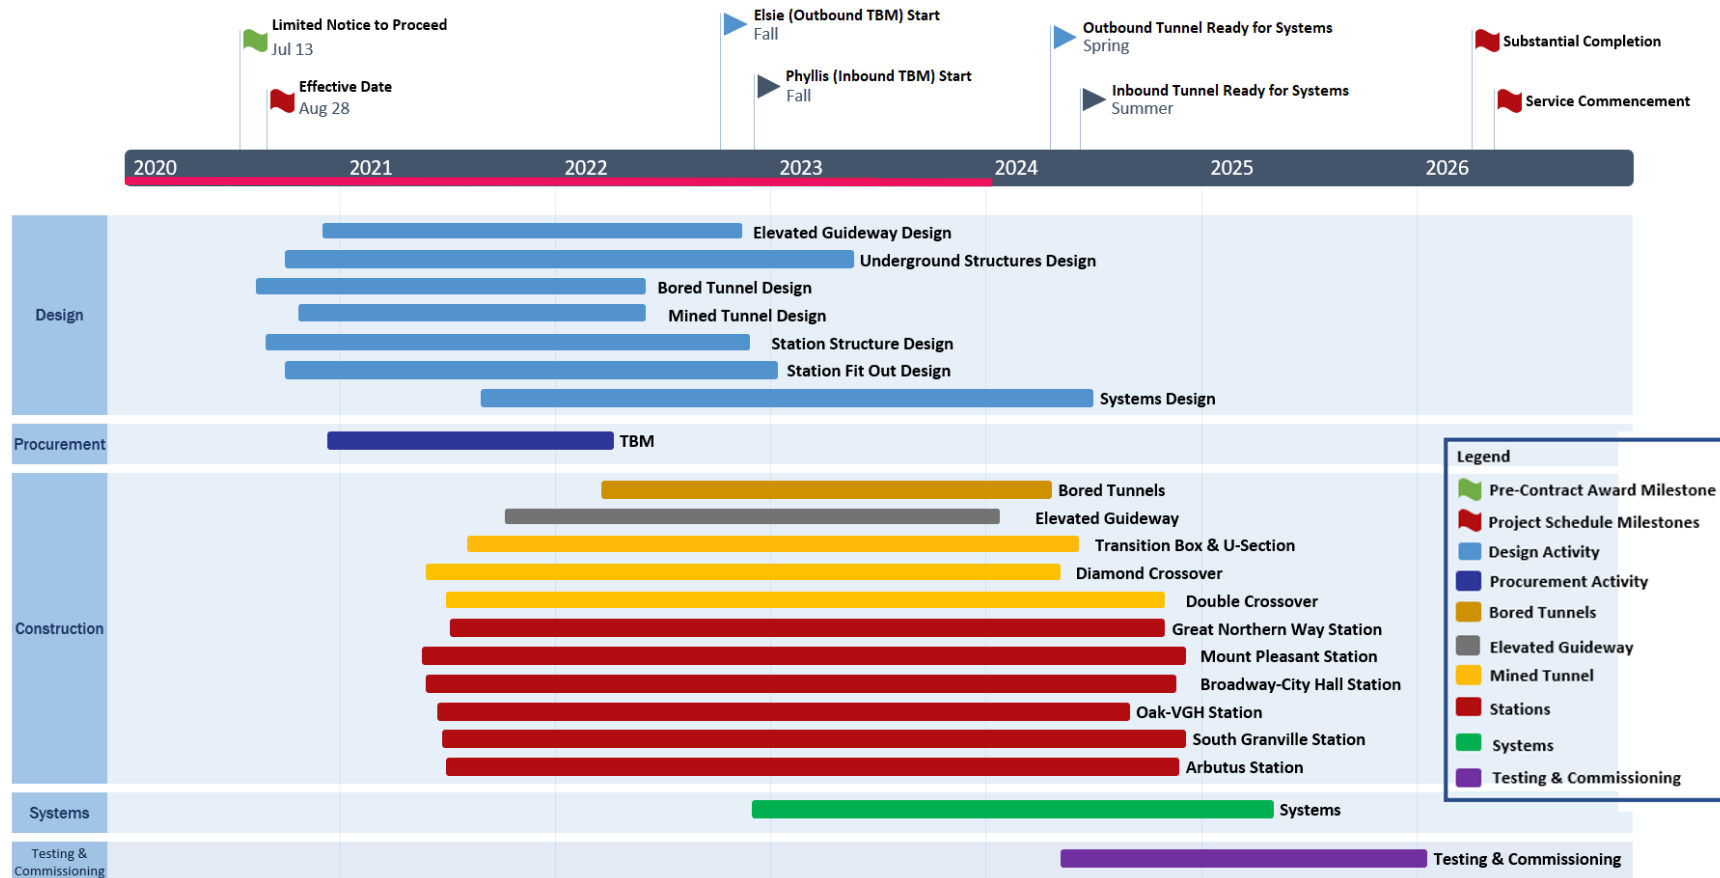 Limited Notice to Proceed
Jul 13
Effective Date
Aug 28
Elsie (Outbound TBM) Start
Fall
Phyllis (Inbound TBM) Start
Fall
Outbound Tunnel Ready for Systems
Spring
Inbound Tunnel Ready for Systems
Summer
Substantial Completion
Service Commencement
2020 2021 2022 2023 2024 2025 2026
Design
Elevated Guideway Design
Underground Structures Design
Bored Tunnel Design
Mined Tunnel Design
Station Structure Design
Station Fit Out Design
Systems Design
Procurement
TBM
Construction
Bored Tunnels
Elevated Guideway
Transition Box & U-Section
Diamond Crossover
Double Crossover
Great Northern Way Station
Mount Pleasant Station
Broadway-City Hall Station
Oak-VGH Station
South Granville Station
Arbutus Station
Systems
Systems
Testing &
Commissioning
Testing & Commissioning
Legend
Pre-Contract Award Milestone
Project Schedule Milestones
Design Activity
Procurement Activity
Bored Tunnels
Elevated Guideway
Mined Tunnel
Stations
Systems
Testing & Commissioning